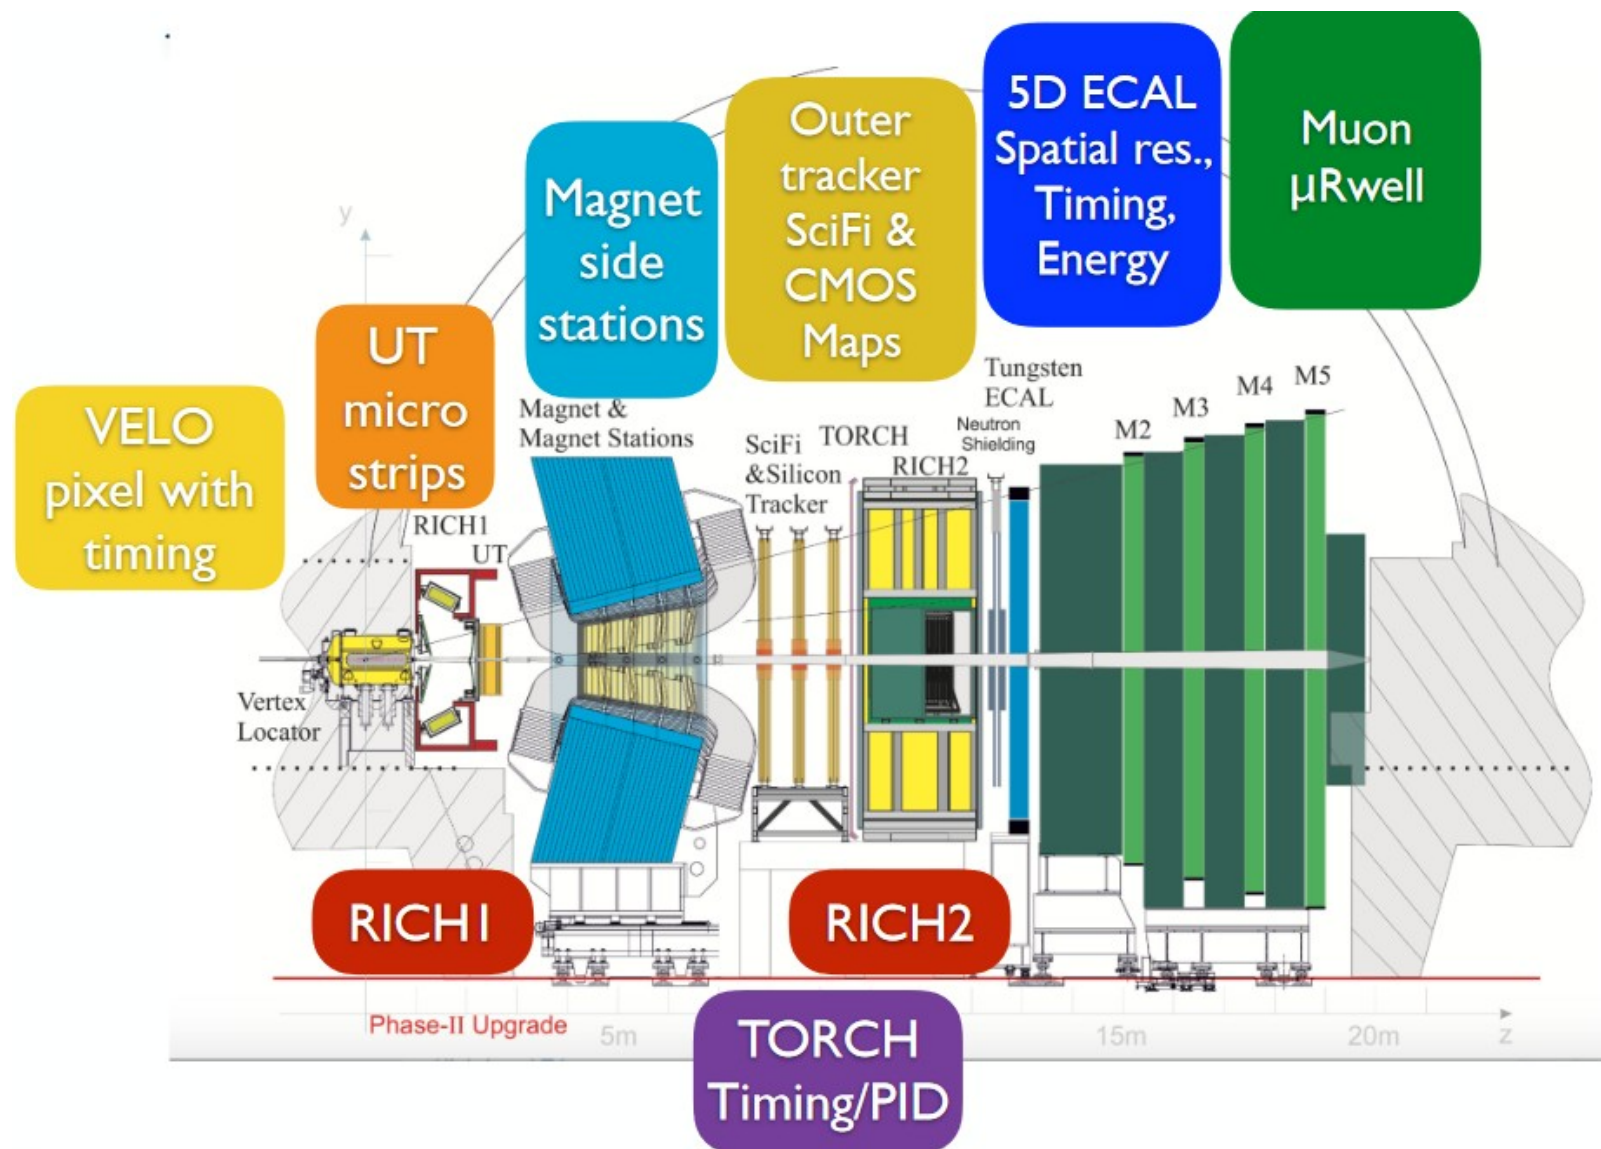 5D ECAL
Spatial res.,
Timing,
Energy
Muon
μRwell
Outer
tracker
SciFi &
CMOS
Maps
Magnet
side
stations
UT
micro
strips
VELO
pixel with
timing
y
Magnet &
Magnet Stations
SciFi
&Silicon
Tracker
TORCH
RICH2
Tungsten
ECAL
Neutron
Shielding
M2
M3
M4
M5
RICH1
UT
Vertex
Locator
RICH1
RICH2
Phase-II Upgrade
5m
15m
20m
z
TORCH
Timing/PID